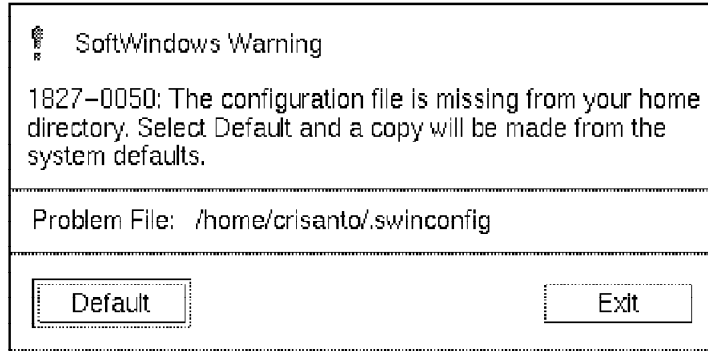 SoftWindows Warning
1827-0050: The configuration file is missing from your home
directory. Select Default and a copy will be made from the
system defaults.
Problem File: /home/crisanto/.swinconfig
Default
Exit